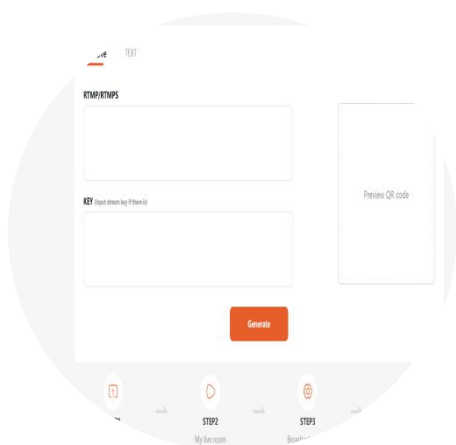 TEXT
RTMP/RTMPS
Preview QR code
KEY (Input stream key if there is)
Generate
STEP2
STEP3
My live room